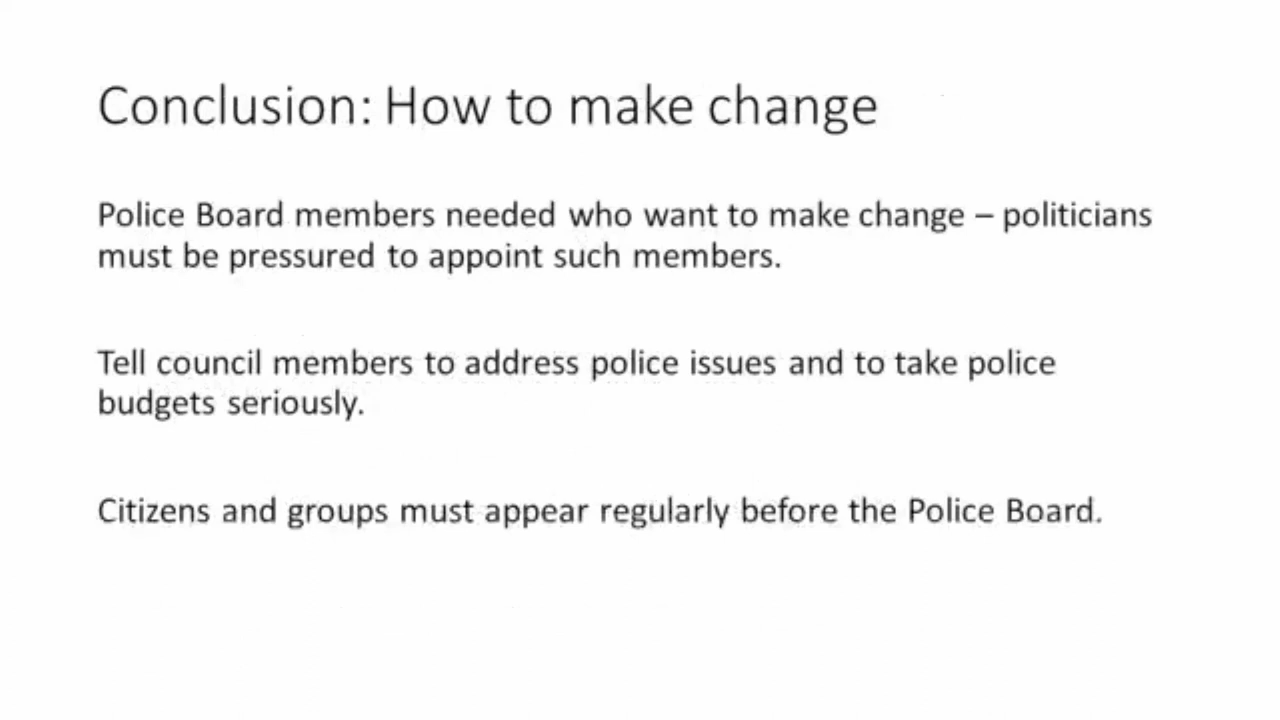 Conclusion: How to make change
Police Board members needed who want to make change – politicians
must be pressured to appoint such members.
Tell council members to address police issues and to take police
budgets seriously.
Citizens and groups must appear regularly before the Police Board.